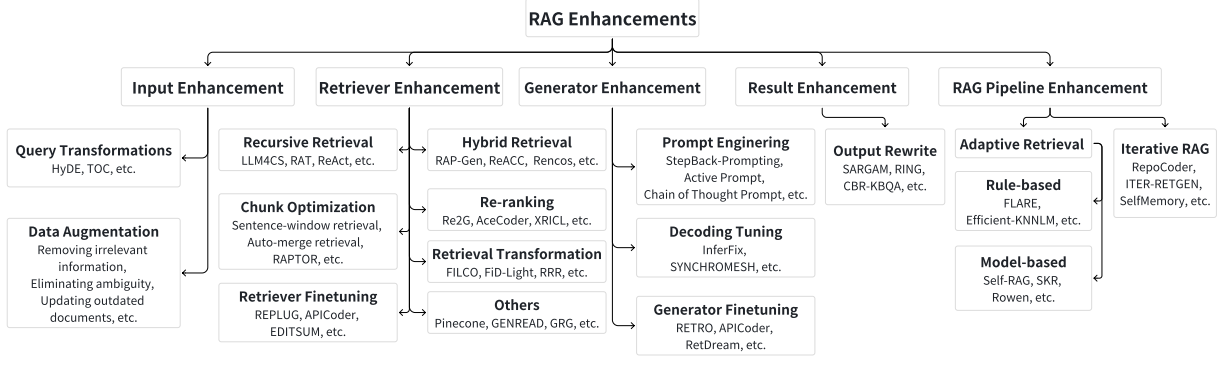 RAG Enhancements
Input Enhancement
Retriever Enhancement
Generator Enhancement
Result Enhancement
RAG Pipeline Enhancement
Query Transformations
HyDE, TOC, etc.
Data Augmentation
Removing irrelevant
information,
Eliminating ambiguity,
Updating outdated
documents, etc.
Recursive Retrieval
LLM4CS, RAT, ReAct, etc.
Chunk Optimization
Sentence-window retrieval,
Auto-merge retrieval,
RAPTOR, etc.
Retriever Finetuning
REPLUG, APICoder,
EDITSUM, etc.
Hybrid Retrieval
RAP-Gen, ReACC, Rencos, etc.
Re-ranking
Re2G, AceCoder, XRICL, etc.
Retrieval Transformation
FILCO, FiD-Light, RRR, etc.
Others
Pinecone, GENREAD, GRG, etc.
Prompt Enginering
StepBack-Prompting,
Active Prompt,
Chain of Thought Prompt, etc.
Decoding Tuning
InferFix,
SYNCHROMESH, etc.
Generator Finetuning
RETRO, APICoder,
RetDream, etc.
Output Rewrite
SARGAM, RING,
CBR-KBQA, etc.
Adaptive Retrieval
Rule-based
FLARE,
Efficient-KNNLM, etc.
Model-based
Self-RAG, SKR,
Rowen, etc.
Iterative RAG
RepoCoder,
ITER-RETGEN,
SelfMemory, etc.